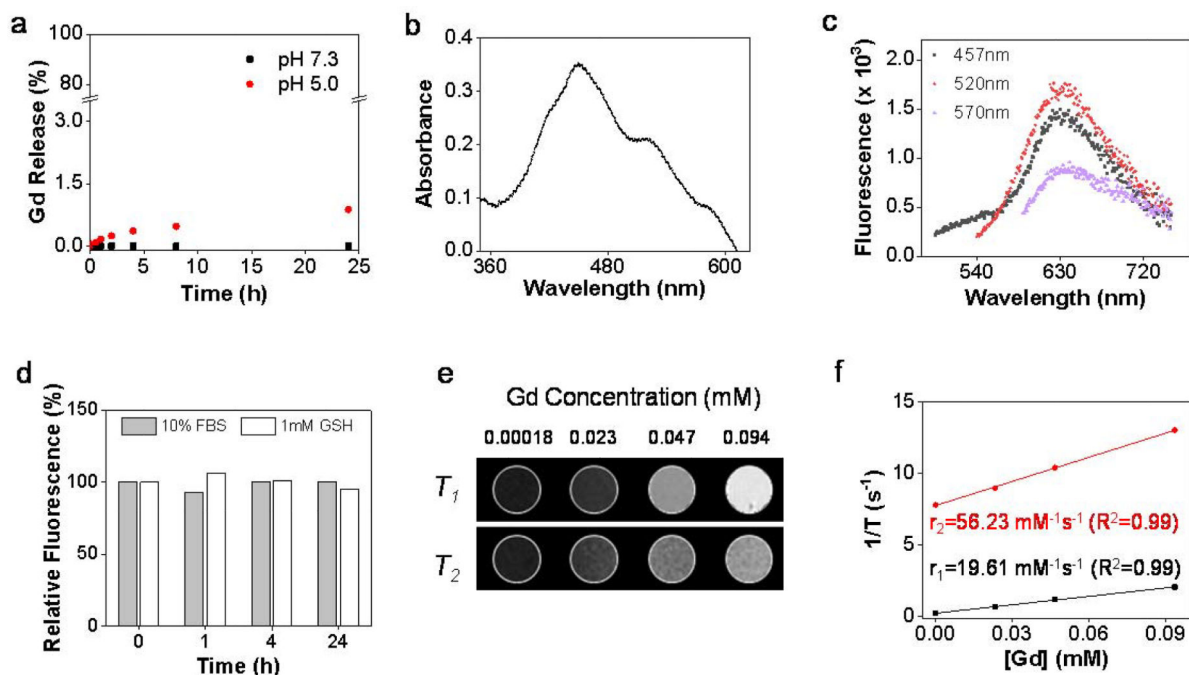 a
100
80
3.0
1.5
0.0
Gd Release (%)
pH 7.3
pH 5.0
0 5 10 15 20 25
Time (h)
b
0.4
0.3
0.2
0.1
0.0
Absorbance
360 480 600
Wavelength (nm)
c
2.0
1.5
1.0
0.5
0.0
Fluorescence (x 10³)
457nm
520nm
570nm
540 630 720
Wavelength (nm)
d
150
100
50
0
Relative Fluorescence (%)
10% FBS 1mM GSH
0 1 4 24
Time (h)
e
Gd Concentration (mM)
0.00018 0.023 0.047 0.094
T₁
T₂
f
15
10
5
0
1/T (s⁻¹)
r₂=56.23 mM⁻¹s⁻¹ (R²=0.99)
r₁=19.61 mM⁻¹s⁻¹ (R²=0.99)
0.00 0.03 0.06 0.09
[Gd] (mM)